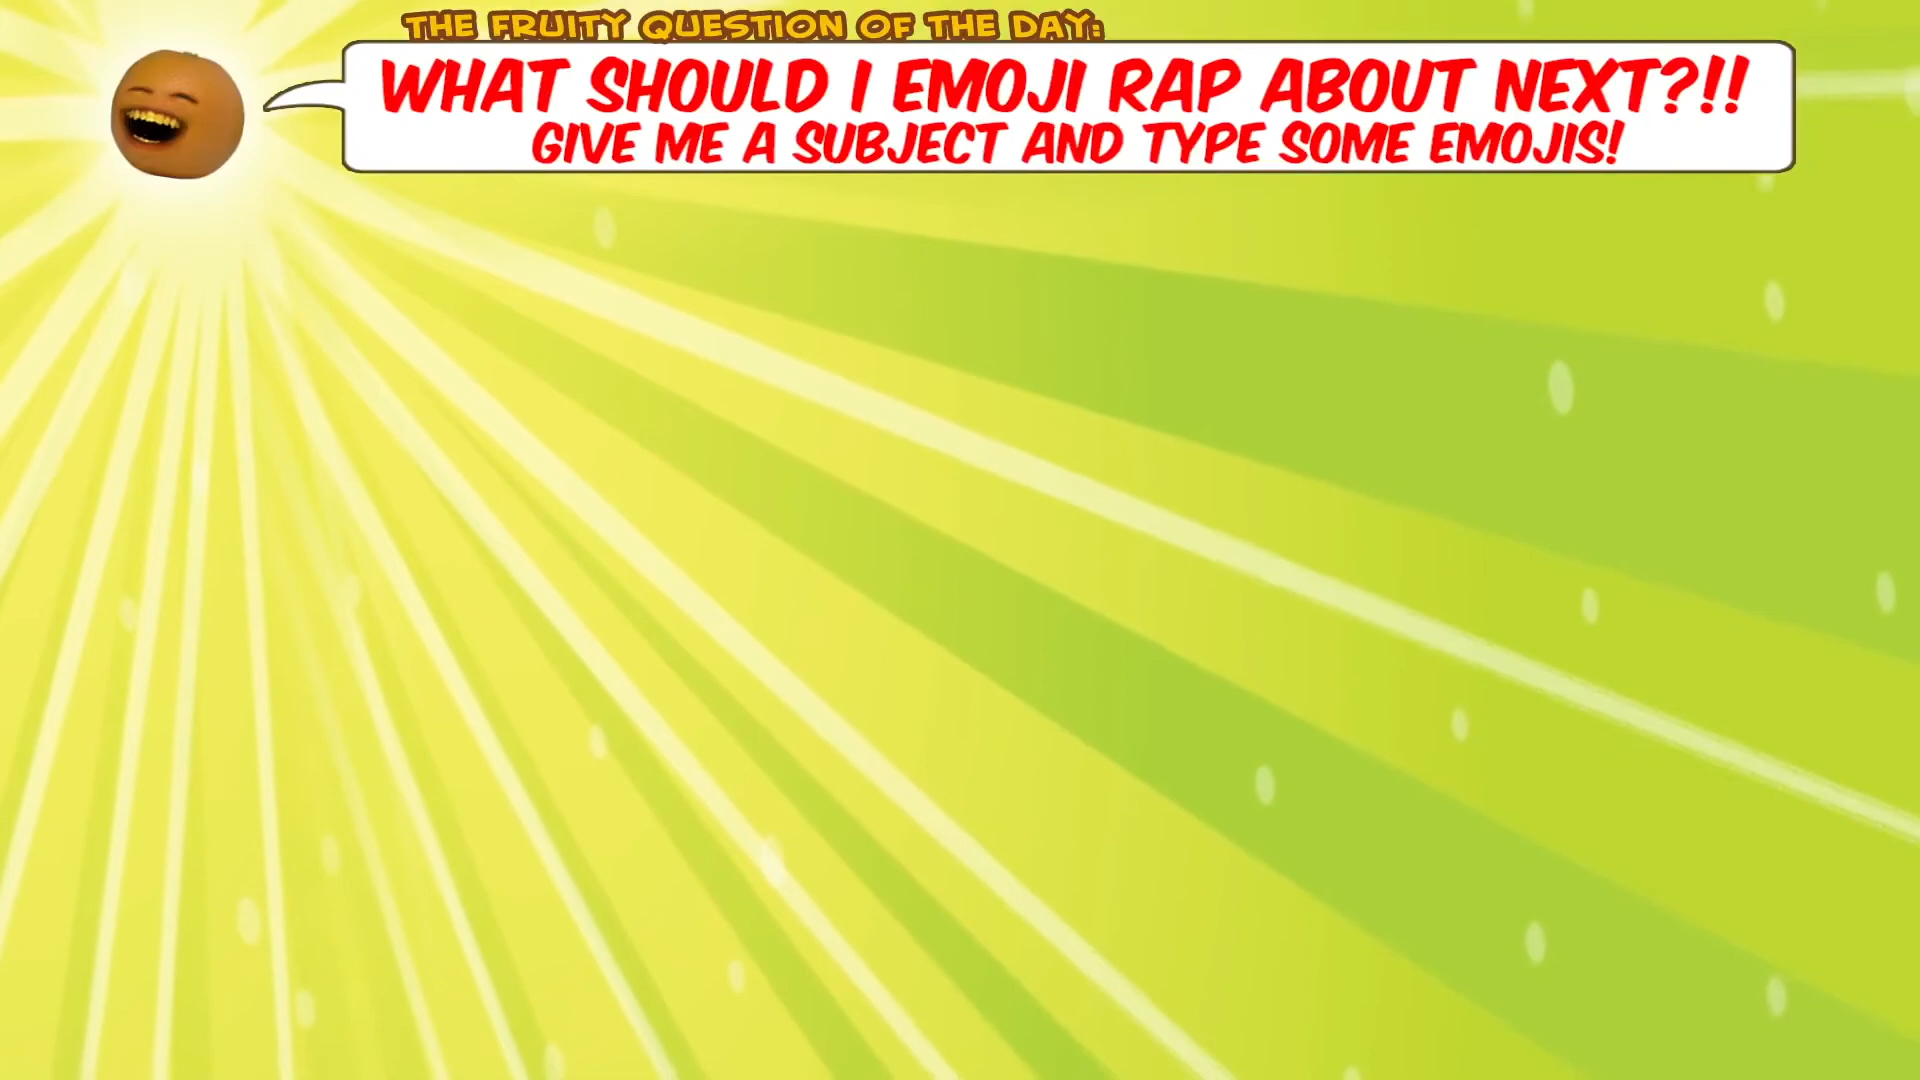 THE FRUITY QUESTION OF THE DAY:
WHAT SHOULD I EMOJI RAP ABOUT NEXT?!!
GIVE ME A SUBJECT AND TYPE SOME EMOJIS!